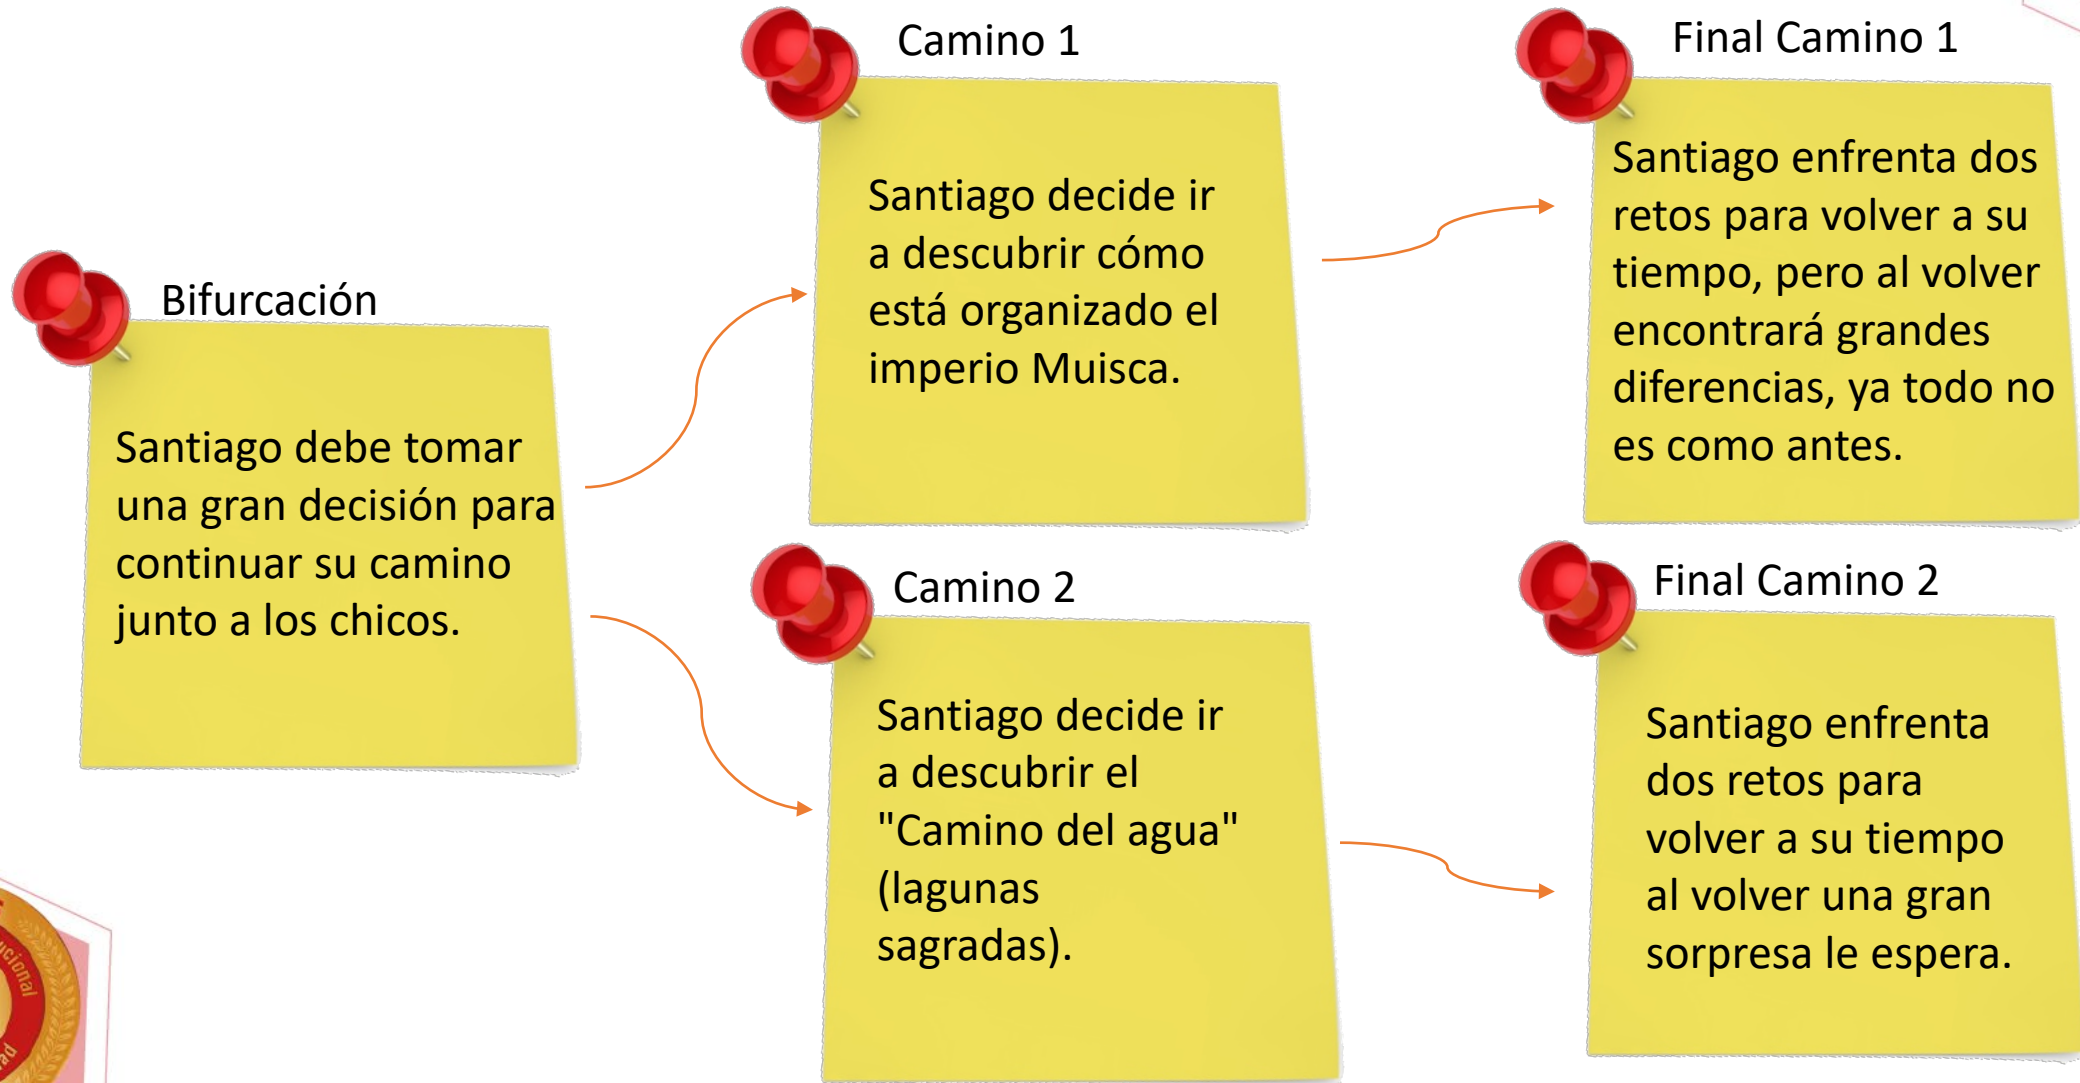 Bifurcación
Santiago debe tomar
una gran decisión para
continuar su camino
junto a los chicos.
Camino 1
Santiago decide ir
a descubrir cómo
está organizado el
imperio Muisca.
Final Camino 1
Santiago enfrenta dos
retos para volver a su
tiempo, pero al volver
encontrará grandes
diferencias, ya todo no
es como antes.
Camino 2
Santiago decide ir
a descubrir el
"Camino del agua"
(lagunas
sagradas).
Final Camino 2
Santiago enfrenta
dos retos para
volver a su tiempo
al volver una gran
sorpresa le espera.